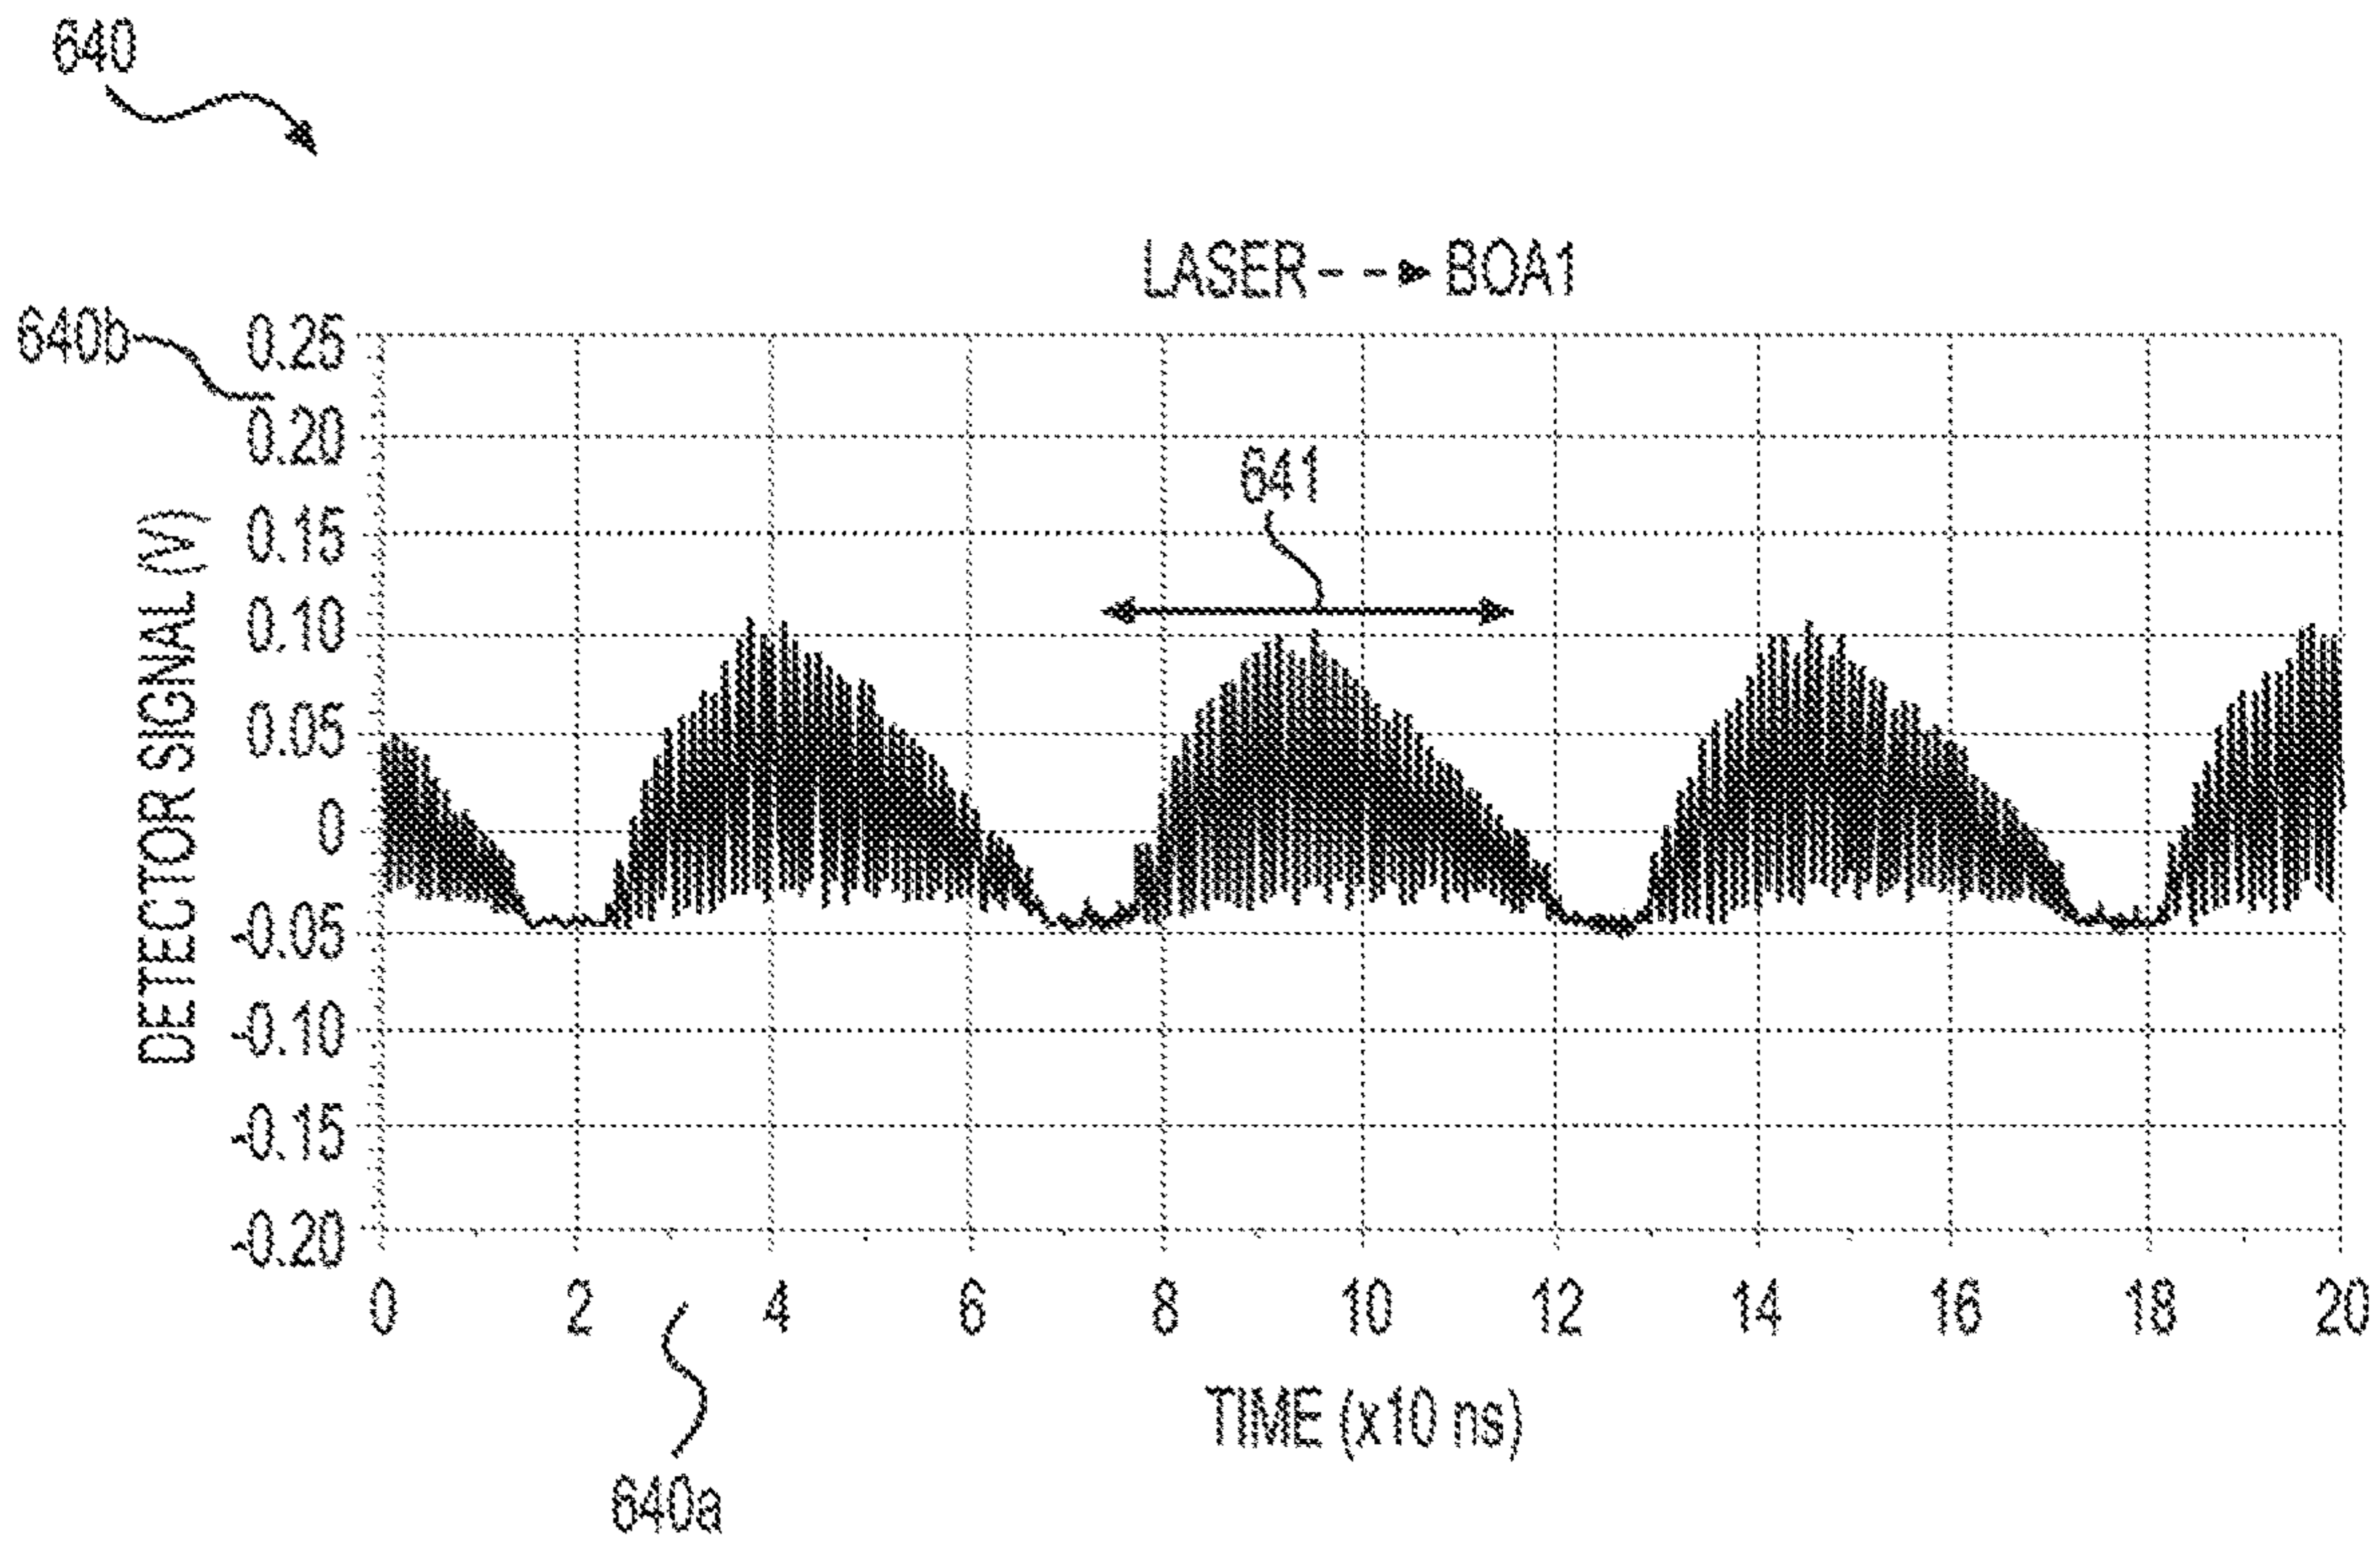 640
LASER - - ► BOA1
640b
0.25
0.20
0.15
0.10
0.05
0
-0.05
-0.10
-0.15
-0.20
DETECTOR SIGNAL (V)
641
0 2 4 6 8 10 12 14 16 18 20
TIME (x10 ns)
640a